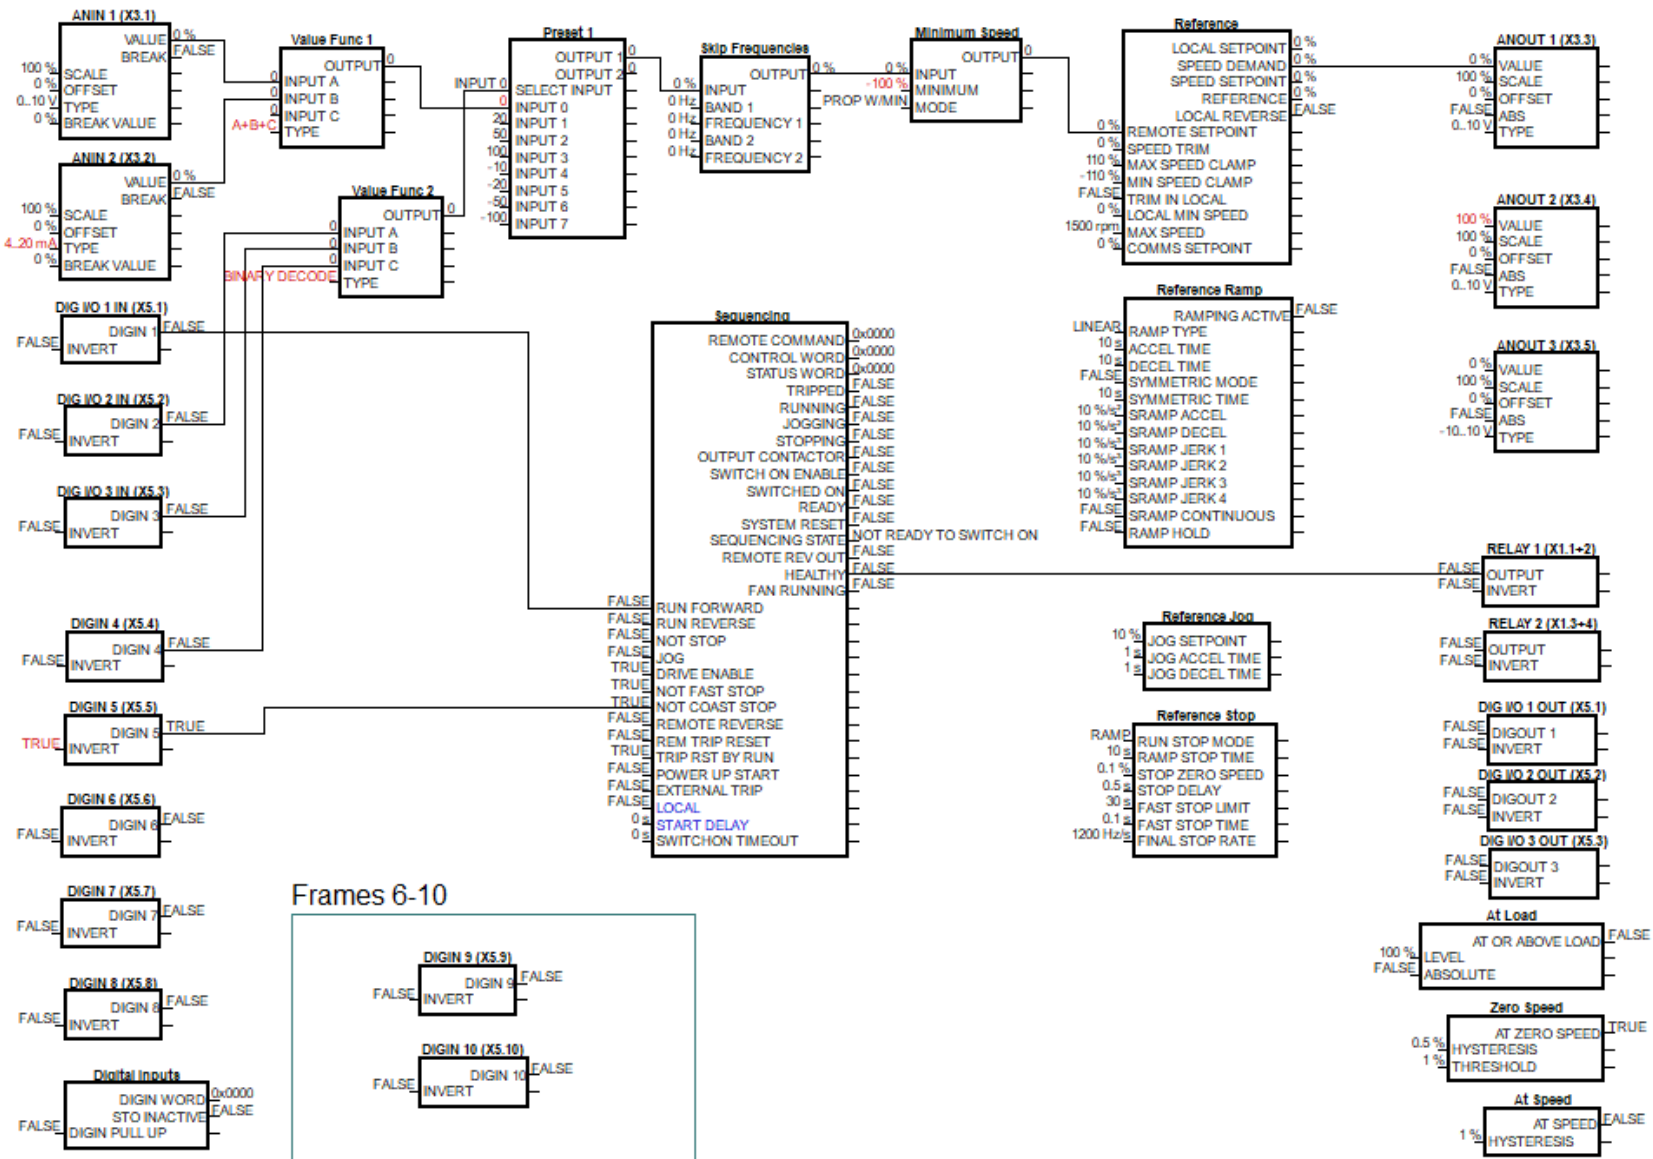 ANIN 1 (X3.1)
VALUE 0 %
BREAK FALSE
100 % SCALE
0 % OFFSET
0..10 V TYPE
0 % BREAK VALUE
ANIN 2 (X3.2)
VALUE 0 %
BREAK FALSE
100 % SCALE
0 % OFFSET
4..20 mA TYPE
0 % BREAK VALUE
Value Func 1
OUTPUT 0
0 INPUT A
0 INPUT B
0 INPUT C
A+B+C TYPE
Value Func 2
OUTPUT 0
0 INPUT A
0 INPUT B
0 INPUT C
BINARY DECODE TYPE
Preset 1
OUTPUT 1 0
OUTPUT 2 0
INPUT 0 SELECT INPUT
0 INPUT 0
20 INPUT 1
50 INPUT 2
100 INPUT 3
-10 INPUT 4
-20 INPUT 5
-50 INPUT 6
-100 INPUT 7
Skip Frequencies
OUTPUT 0 %
0 % INPUT
0 Hz BAND 1
0 Hz FREQUENCY 1
0 Hz BAND 2
0 Hz FREQUENCY 2
Minimum Speed
OUTPUT 0
0 % INPUT
-100 % MINIMUM
PROP W/MIN MODE
Reference
LOCAL SETPOINT 0 %
SPEED DEMAND 0 %
SPEED SETPOINT 0 %
REFERENCE 0 %
LOCAL REVERSE FALSE
0 % REMOTE SETPOINT
0 % SPEED TRIM
110 % MAX SPEED CLAMP
-110 % MIN SPEED CLAMP
FALSE TRIM IN LOCAL
0 % LOCAL MIN SPEED
1500 rpm MAX SPEED
0 % COMMS SETPOINT
ANOUT 1 (X3.3)
0 % VALUE
100 % SCALE
0 % OFFSET
FALSE ABS
0..10 V TYPE
ANOUT 2 (X3.4)
100 % VALUE
100 % SCALE
0 % OFFSET
FALSE ABS
0..10 V TYPE
ANOUT 3 (X3.5)
0 % VALUE
100 % SCALE
0 % OFFSET
FALSE ABS
-10..10 V TYPE
DIG I/O 1 IN (X5.1)
DIGIN 1 FALSE
FALSE INVERT
DIG I/O 2 IN (X5.2)
DIGIN 2 FALSE
FALSE INVERT
DIG I/O 3 IN (X5.3)
DIGIN 3 FALSE
FALSE INVERT
DIGIN 4 (X5.4)
DIGIN 4 FALSE
FALSE INVERT
DIGIN 5 (X5.5)
DIGIN 5 TRUE
TRUE INVERT
DIGIN 6 (X5.6)
DIGIN 6 FALSE
FALSE INVERT
DIGIN 7 (X5.7)
DIGIN 7 FALSE
FALSE INVERT
DIGIN 8 (X5.8)
DIGIN 8 FALSE
FALSE INVERT
Digital Inputs
DIGIN WORD 0x0000
STO INACTIVE FALSE
FALSE DIGIN PULL UP
Frames 6-10
DIGIN 9 (X5.9)
DIGIN 9 FALSE
FALSE INVERT
DIGIN 10 (X5.10)
DIGIN 10 FALSE
FALSE INVERT
Sequencing
REMOTE COMMAND 0x0000
CONTROL WORD 0x0000
STATUS WORD 0x0000
TRIPPED FALSE
RUNNING FALSE
JOGGING FALSE
STOPPING FALSE
OUTPUT CONTACTOR FALSE
SWITCH ON ENABLE FALSE
SWITCHED ON FALSE
READY FALSE
SYSTEM RESET FALSE
SEQUENCING STATE NOT READY TO SWITCH ON
REMOTE REV OUT FALSE
HEALTHY FALSE
FAN RUNNING FALSE
FALSE RUN FORWARD
FALSE RUN REVERSE
FALSE NOT STOP
FALSE JOG
TRUE DRIVE ENABLE
TRUE NOT FAST STOP
TRUE NOT COAST STOP
FALSE REMOTE REVERSE
FALSE REM TRIP RESET
TRUE TRIP RST BY RUN
FALSE POWER UP START
FALSE EXTERNAL TRIP
FALSE LOCAL
0 s START DELAY
0 s SWITCHON TIMEOUT
Reference Ramp
RAMPING ACTIVE FALSE
LINEAR RAMP TYPE
10 s ACCEL TIME
10 s DECEL TIME
FALSE SYMMETRIC MODE
10 s SYMMETRIC TIME
10 %/s² SRAMP ACCEL
10 %/s² SRAMP DECEL
10 %/s³ SRAMP JERK 1
10 %/s³ SRAMP JERK 2
10 %/s³ SRAMP JERK 3
10 %/s³ SRAMP JERK 4
FALSE SRAMP CONTINUOUS
FALSE RAMP HOLD
Reference Jog
10 % JOG SETPOINT
1 s JOG ACCEL TIME
1 s JOG DECEL TIME
Reference Stop
RAMP RUN STOP MODE
10 s RAMP STOP TIME
0.1 % STOP ZERO SPEED
0.5 s STOP DELAY
30 s FAST STOP LIMIT
0.1 s FAST STOP TIME
1200 Hz/s FINAL STOP RATE
RELAY 1 (X1.1+2)
FALSE OUTPUT
FALSE INVERT
RELAY 2 (X1.3+4)
FALSE OUTPUT
FALSE INVERT
DIG I/O 1 OUT (X5.1)
FALSE DIGOUT 1
FALSE INVERT
DIG I/O 2 OUT (X5.2)
FALSE DIGOUT 2
FALSE INVERT
DIG I/O 3 OUT (X5.3)
FALSE DIGOUT 3
FALSE INVERT
At Load
AT OR ABOVE LOAD FALSE
100 % LEVEL
FALSE ABSOLUTE
Zero Speed
AT ZERO SPEED TRUE
0.5 % HYSTERESIS
1 % THRESHOLD
At Speed
AT SPEED FALSE
1 % HYSTERESIS